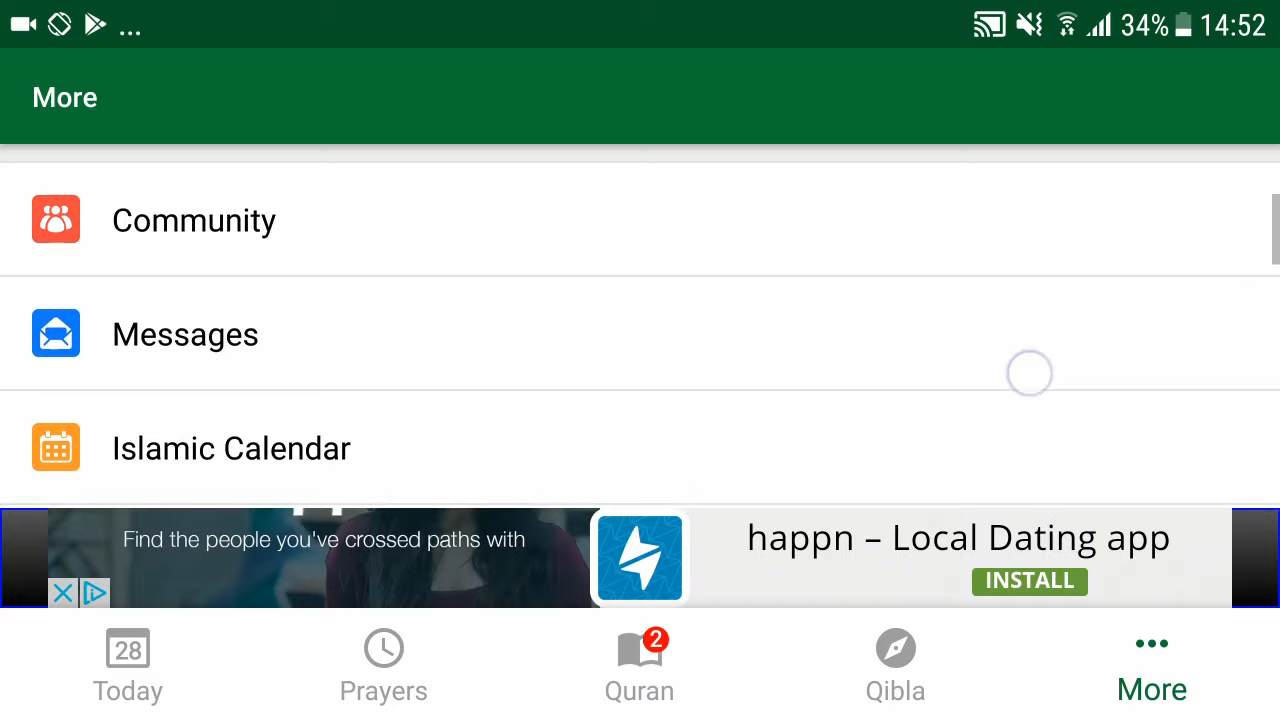 ... 34% 14:52
More
Community
Messages
Islamic Calendar
Find the people you've crossed paths with
happn – Local Dating app
INSTALL
28
2
Today
Prayers
Quran
Qibla
More